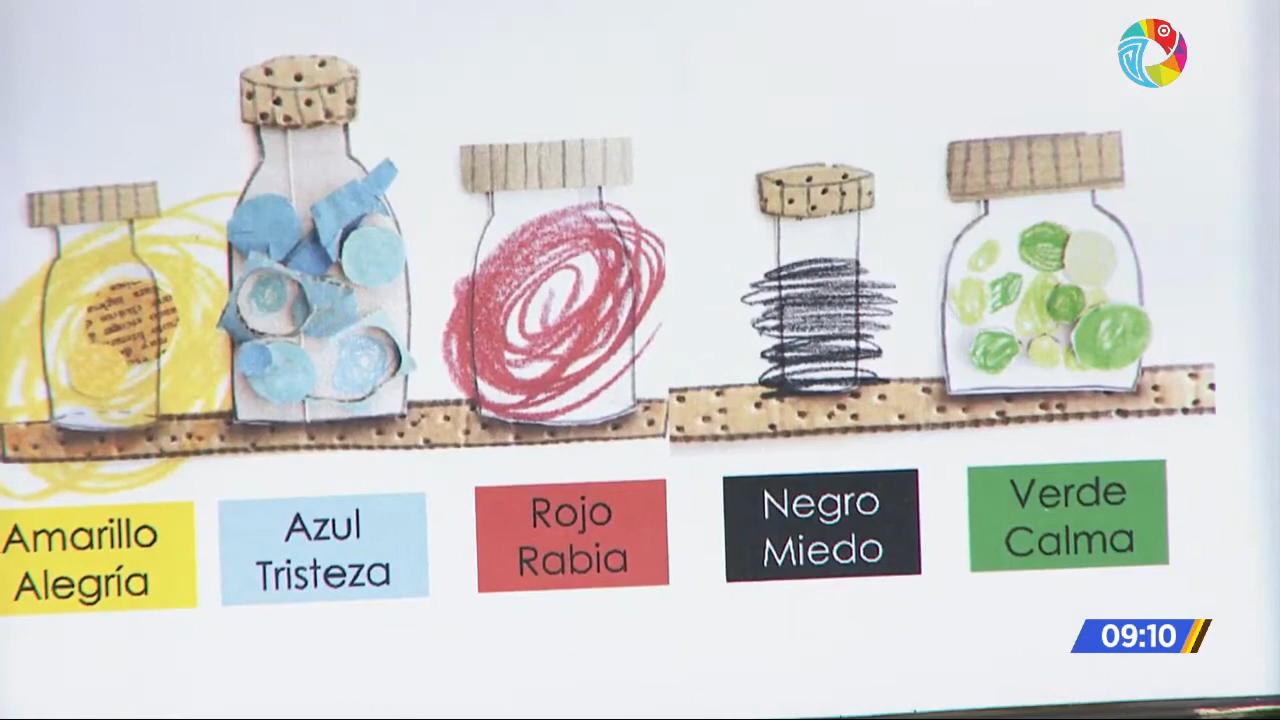 Amarillo
Alegría
Azul
Tristeza
Rojo
Rabia
Negro
Miedo
Verde
Calma
09:10